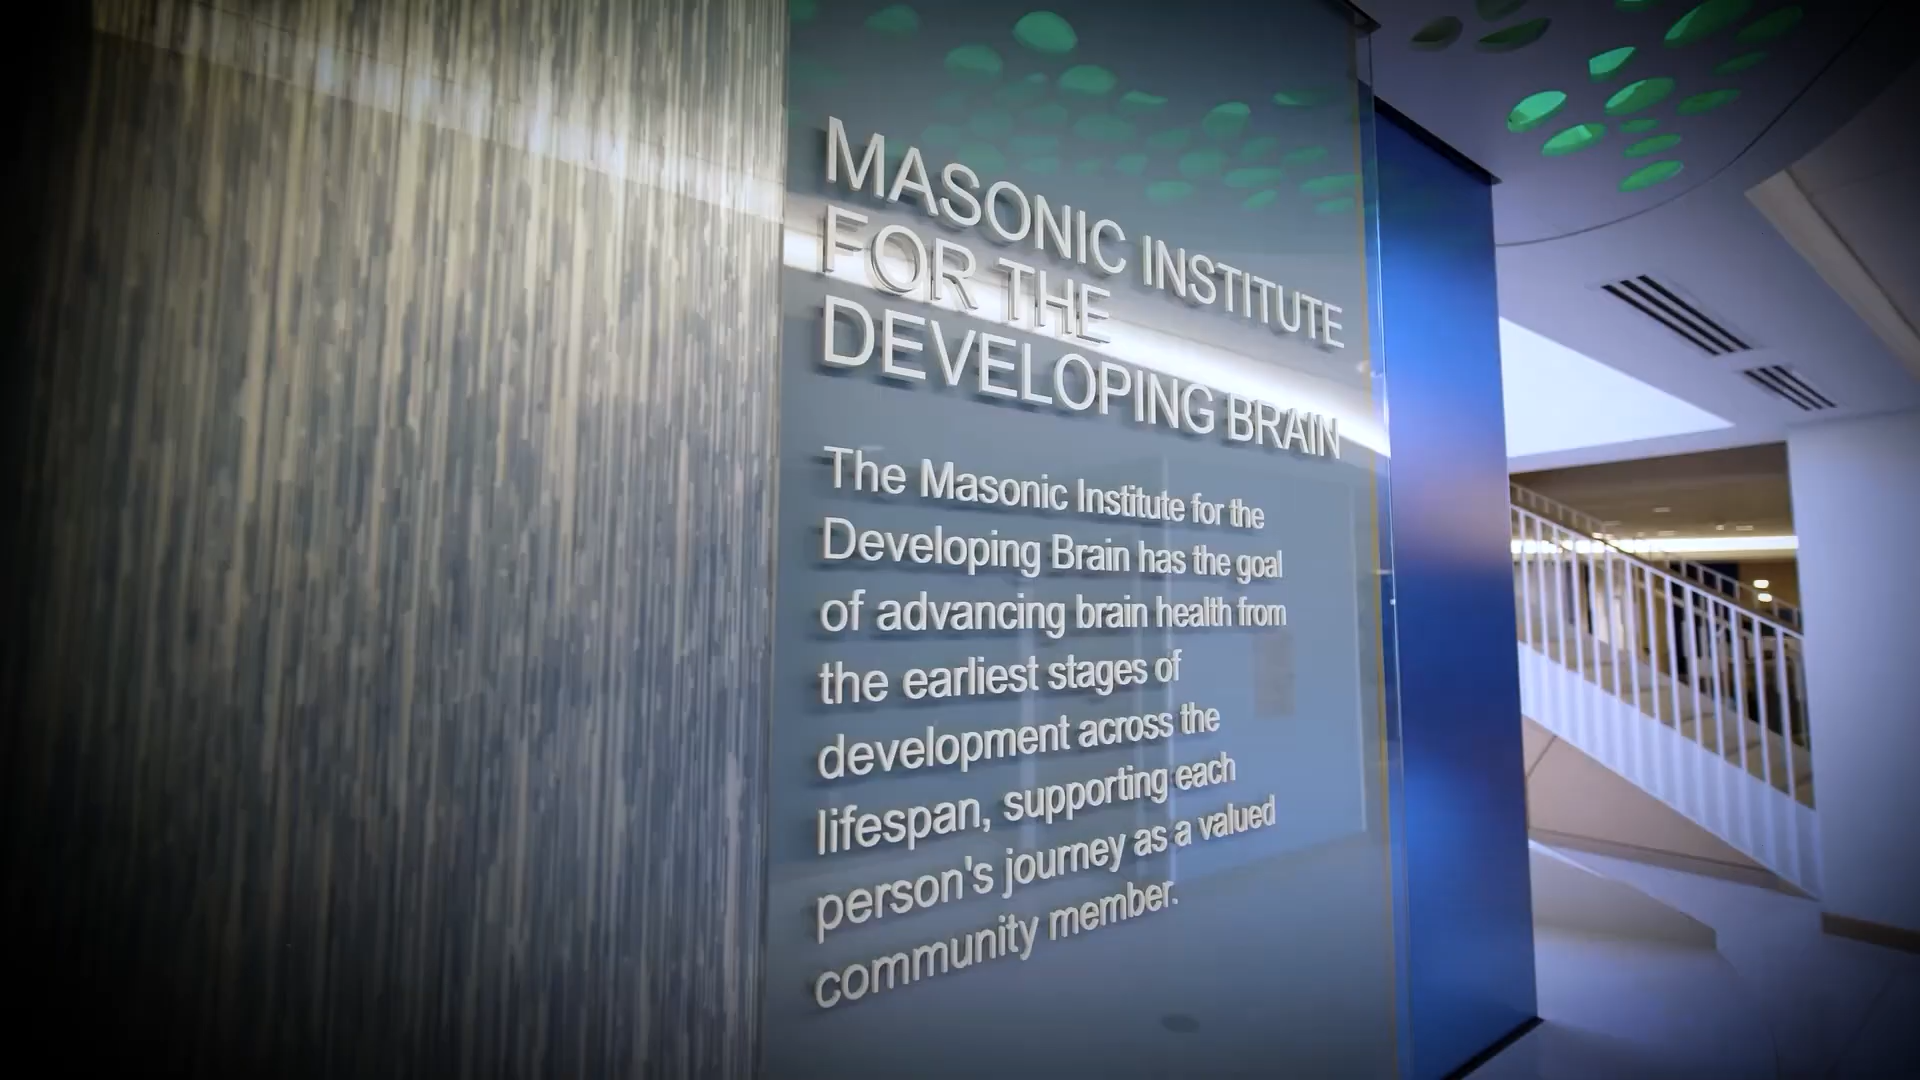 MASONIC INSTITUTE
FOR THE
DEVELOPING BRAIN
The Masonic Institute for the
Developing Brain has the goal
of advancing brain health from
the earliest stages of
development across the
lifespan, supporting each
person's journey as a valued
community member.